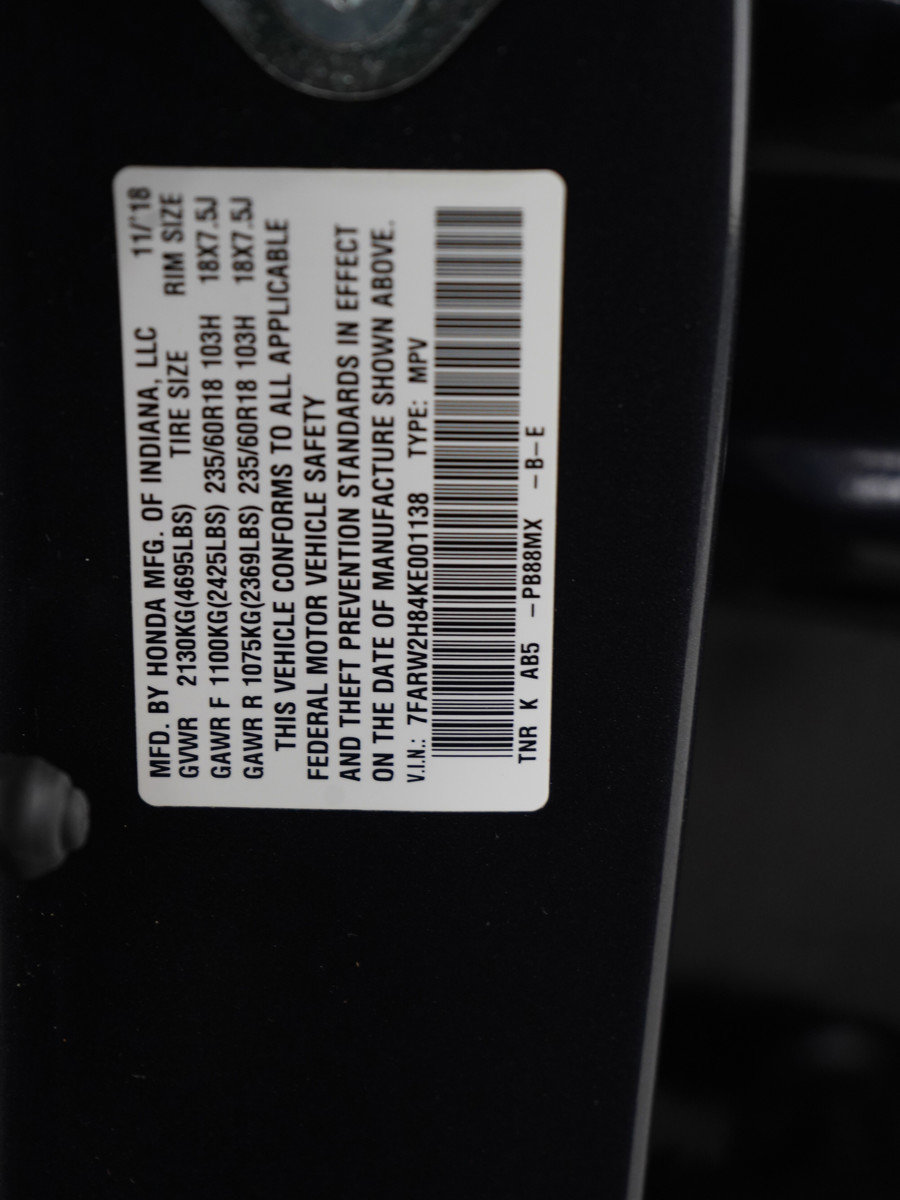 MFD. BY HONDA MFG. OF INDIANA, LLC 11/'18
GVWR 2130KG(4695LBS) TIRE SIZE RIM SIZE
GAWR F 1100KG(2425LBS) 235/60R18 103H 18X7.5J
GAWR R 1075KG(2369LBS) 235/60R18 103H 18X7.5J
THIS VEHICLE CONFORMS TO ALL APPLICABLE
FEDERAL MOTOR VEHICLE SAFETY
AND THEFT PREVENTION STANDARDS IN EFFECT
ON THE DATE OF MANUFACTURE SHOWN ABOVE.
V.I.N.: 7FARW2H84KE001138 TYPE: MPV
TNR K AB5 -PB88MX -B-E